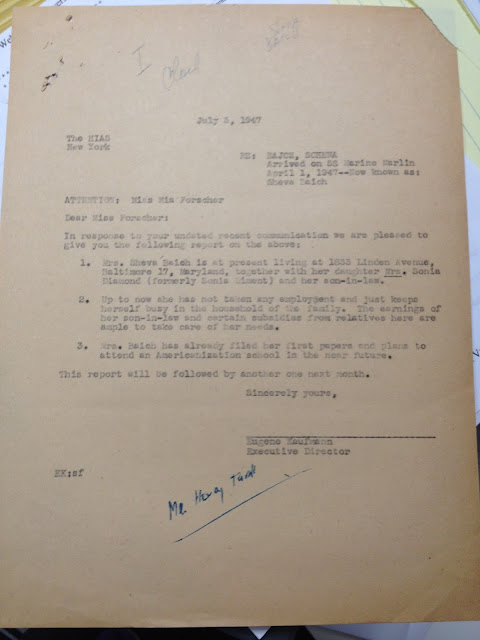 I
July 3, 1947
The HIAS
New York
RE: BAJCZ, SCHEWA
Arrived on SS Marine Marlin
April 1, 1947--Now known as:
Sheva Baich
ATTENTION: Miss Mia Forscher
Dear Miss Forscher:
In response to your undated recent communication we are pleased to
give you the following report on the above:
1. Mrs. Sheva Baich is at present living at 1833 Linden Avenue,
Baltimore 17, Maryland, together with her daughter Mrs. Sonia
Diamond (formerly Sonia Dimant) and her son-in-law.
2. Up to now she has not taken any employment and just keeps
herself busy in the household of the family. The earnings of
her son-in-law and certain subsidies from relatives here are
ample to take care of her needs.
3. Mrs. Baich has already filed her first papers and plans to
attend an Americanization school in the near future.
This report will be followed by another one next month.
Sincerely yours,
Eugene Kaufmann
Executive Director
EK:sf